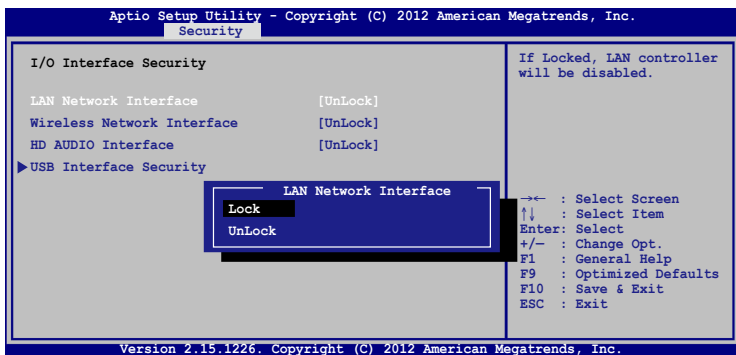 Aptio Setup Utility - Copyright (C) 2012 American Megatrends, Inc.
Security
I/O Interface Security
LAN Network Interface [UnLock]
Wireless Network Interface [UnLock]
HD AUDIO Interface [UnLock]
USB Interface Security
LAN Network Interface
Lock
UnLock
If Locked, LAN controller
will be disabled.
→← : Select Screen
↑↓ : Select Item
Enter: Select
+/— : Change Opt.
F1 : General Help
F9 : Optimized Defaults
F10 : Save & Exit
ESC : Exit
Version 2.15.1226. Copyright (C) 2012 American Megatrends, Inc.